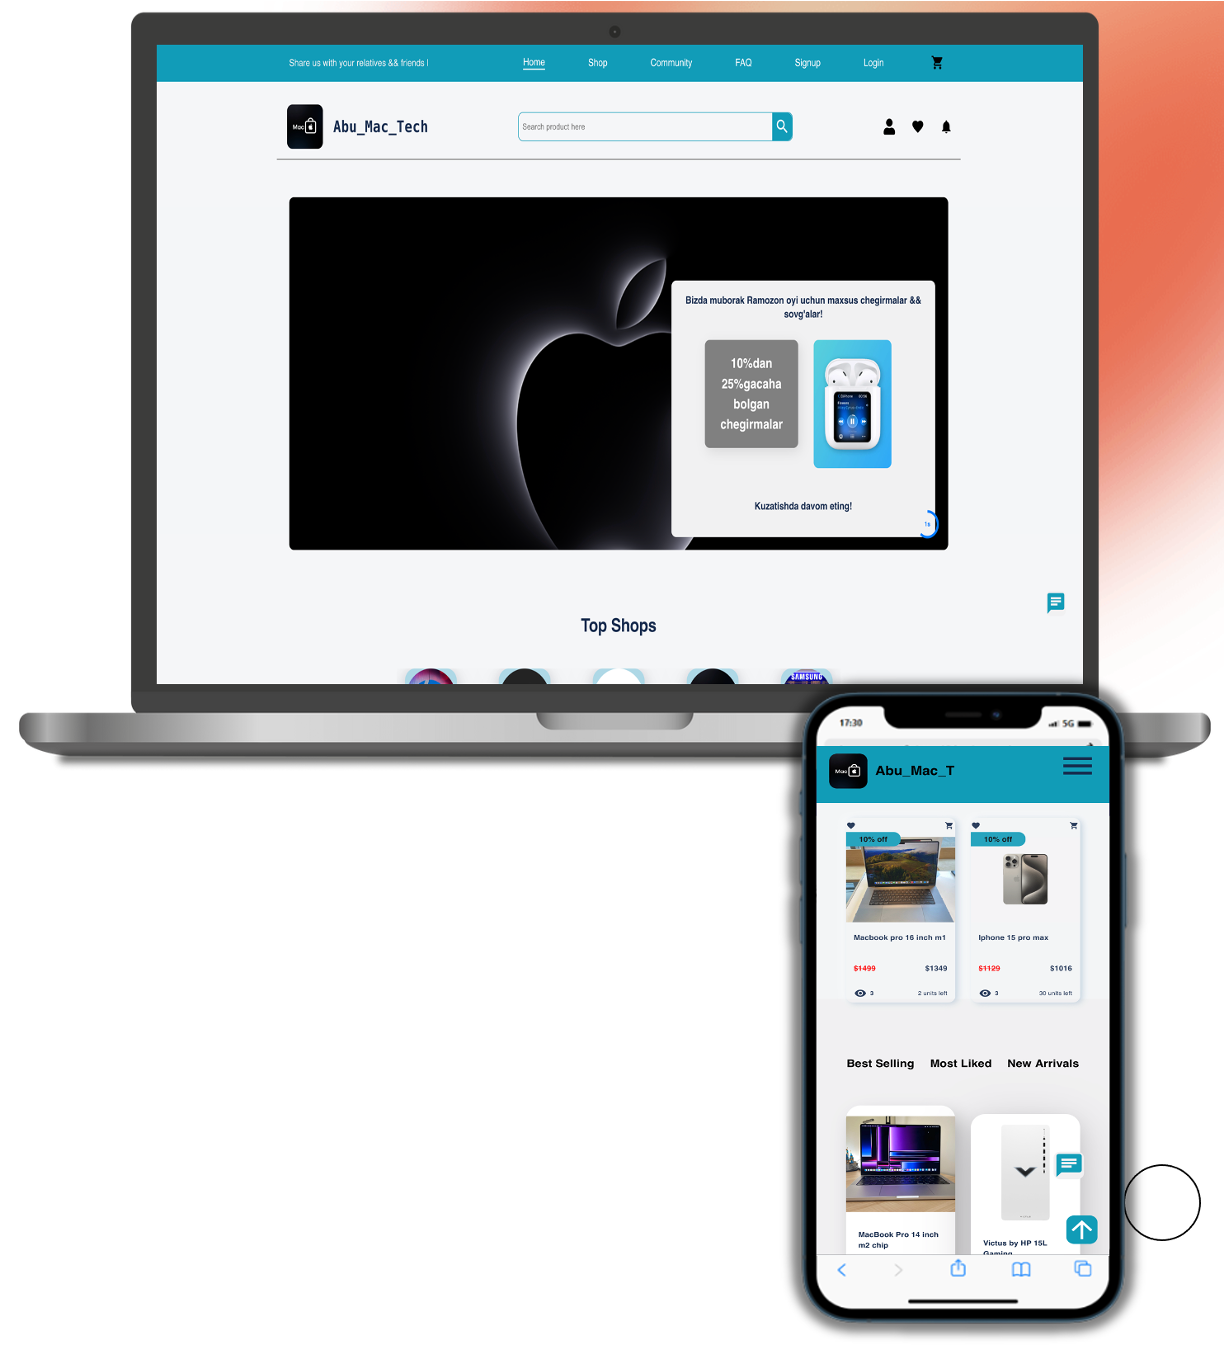 Share us with your relatives && friends !
Home
Shop
Community
FAQ
Signup
Login
Mac
Abu_Mac_Tech
Search product here
Bizda muborak Ramozon oyi uchun maxsus chegirmalar &&
sovg'alar!
10%dan
25%gacaha
bolgan
chegirmalar
Kuzatishda davom eting!
Top Shops
SAMSUNG
17:30
5G
Mac
Abu_Mac_T
10% off
10% off
Macbook pro 16 inch m1
Iphone 15 pro max
$1499
$1349
$1129
$1016
3
2 units left
3
30 units left
Best Selling
Most Liked
New Arrivals
MacBook Pro 14 inch
m2 chip
Victus by HP 15L
Gaming